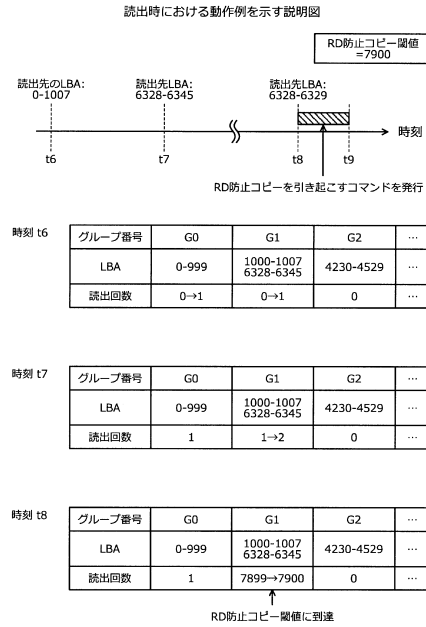 読出時における動作例を示す説明図
RD防止コピー閾値
=7900
読出先のLBA: 読出先LBA: 読出先LBA:
0-1007 6328-6345 6328-6329
時刻
t6 t7 t8 t9
RD防止コピーを引き起こすコマンドを発行
時刻 t6
グループ番号 G0 G1 G2 …
LBA 0-999 1000-1007 6328-6345 4230-4529 …
読出回数 0→1 0→1 0 …
時刻 t7
グループ番号 G0 G1 G2 …
LBA 0-999 1000-1007 6328-6345 4230-4529 …
読出回数 1 1→2 0 …
時刻 t8
グループ番号 G0 G1 G2 …
LBA 0-999 1000-1007 6328-6345 4230-4529 …
読出回数 1 7899→7900 0 …
RD防止コピー閾値に到達